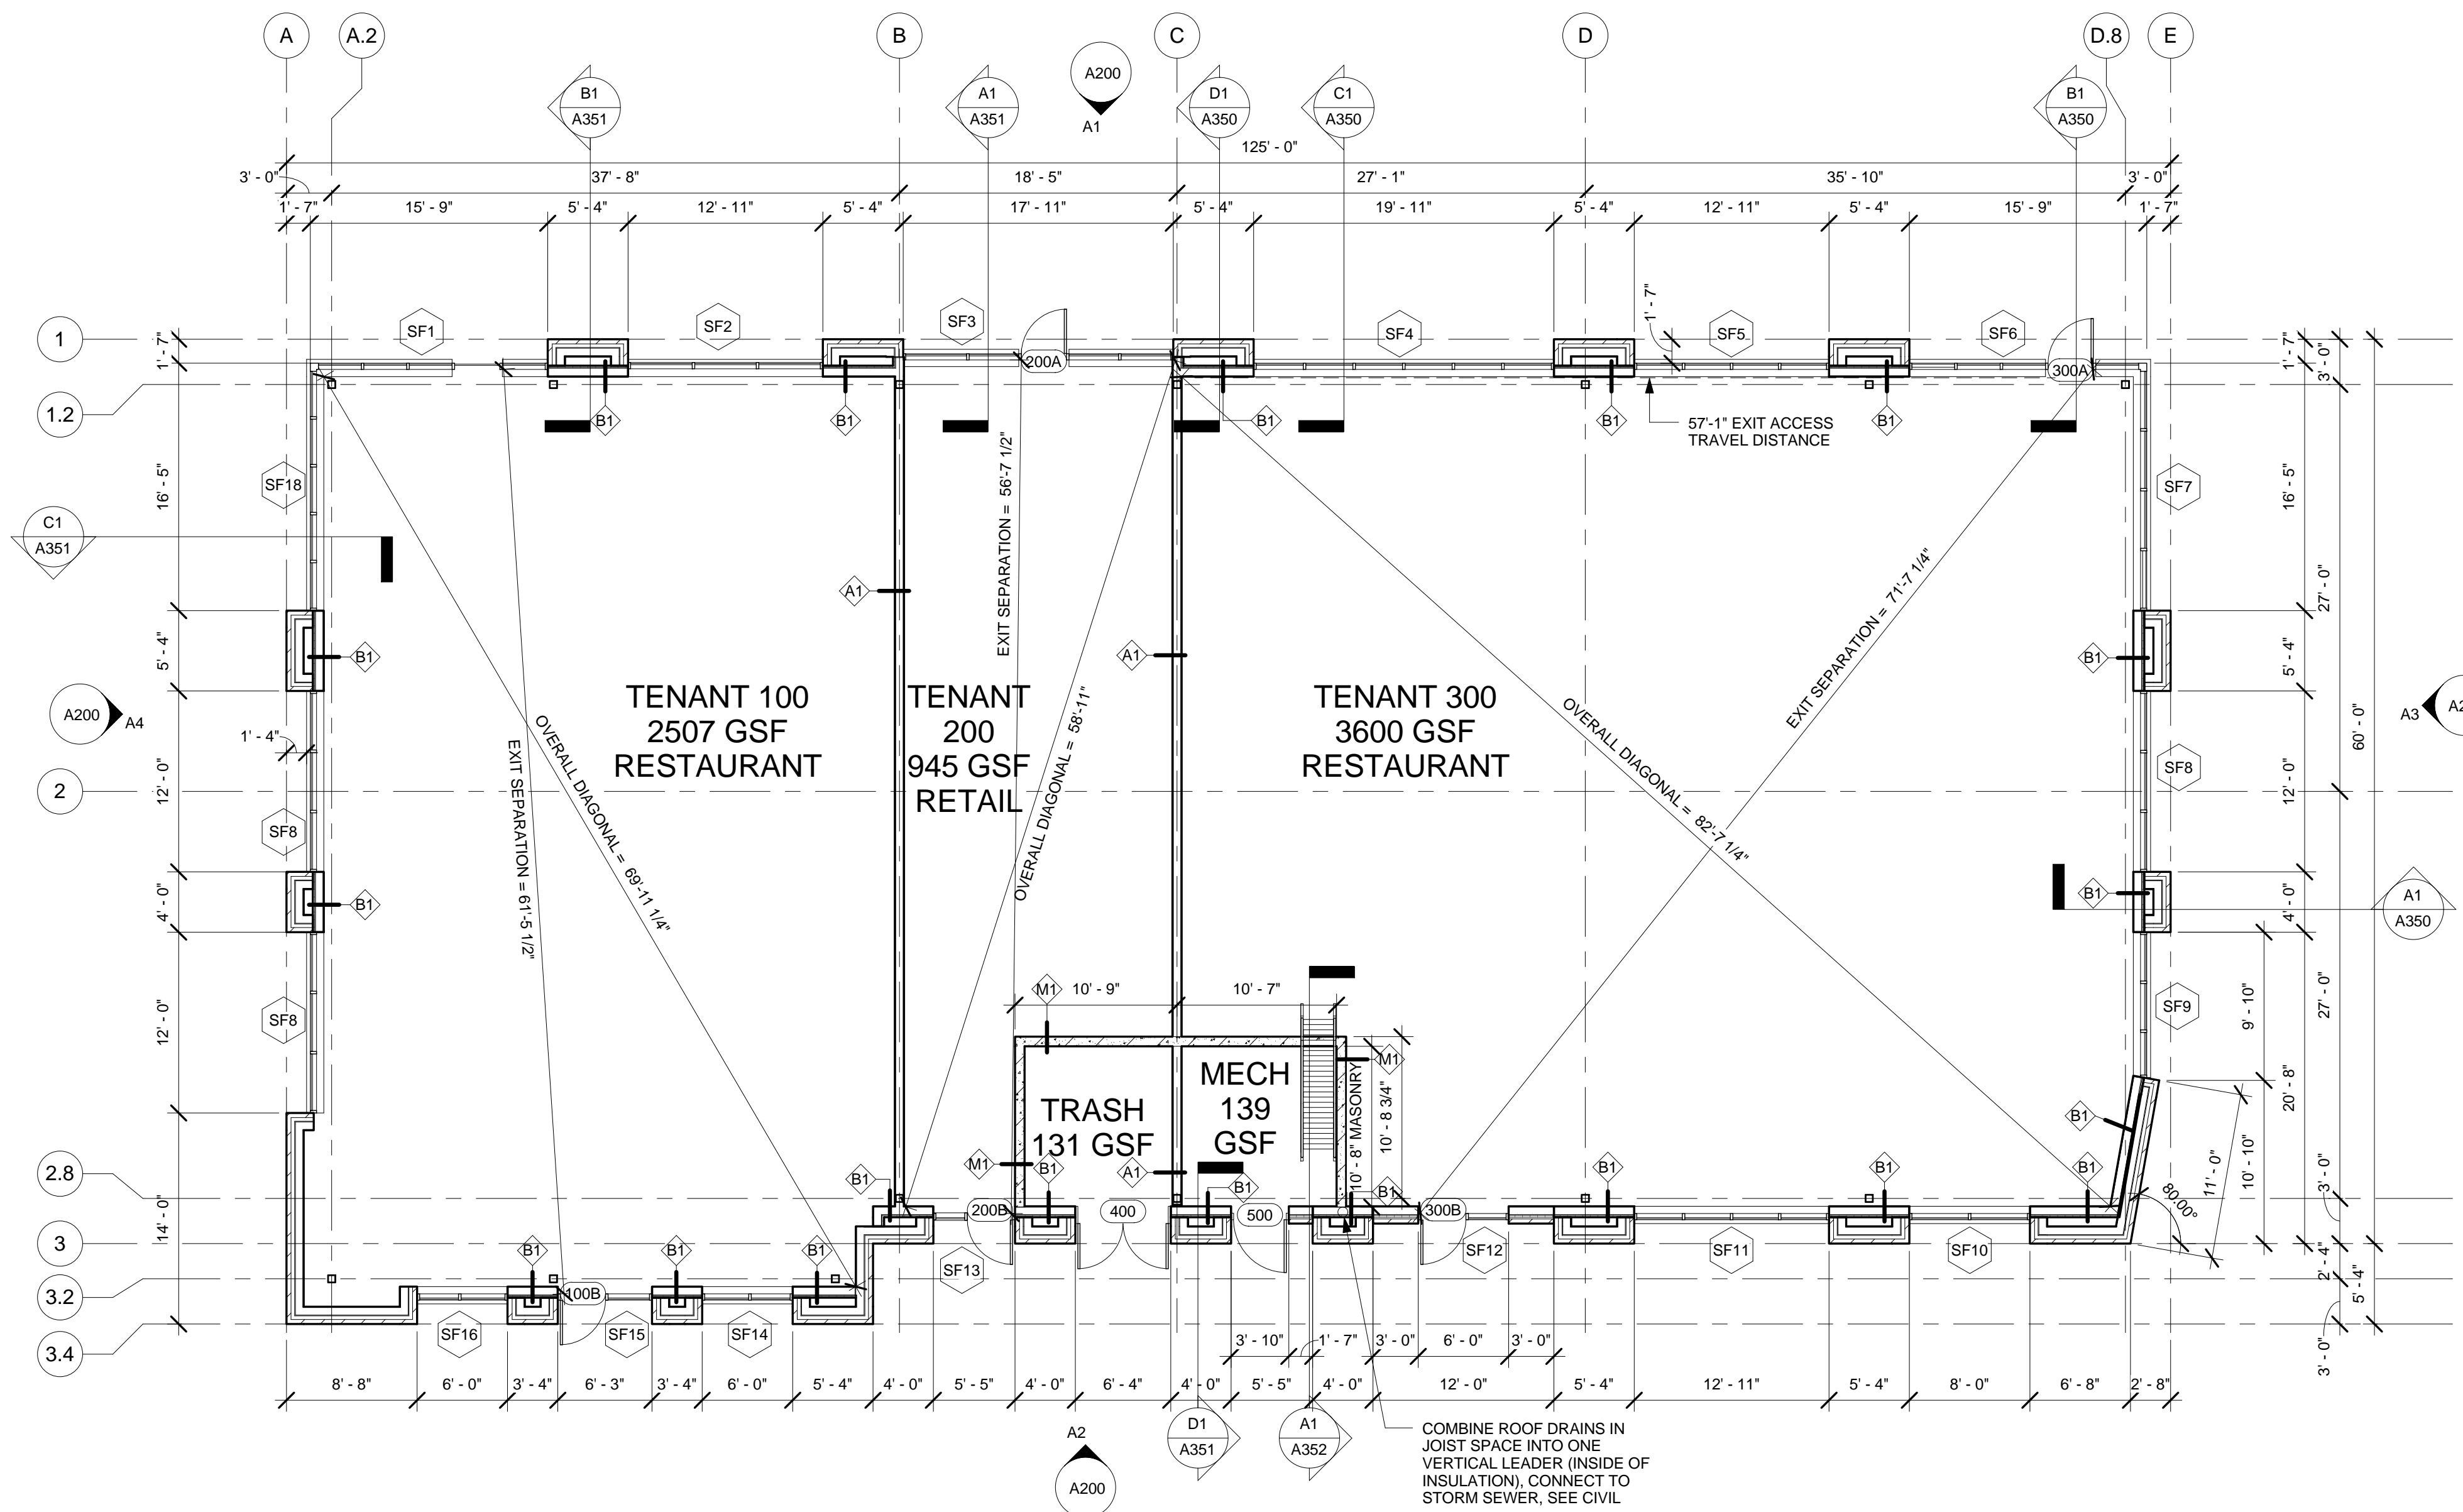 A
A.2
B
C
D
D.8
E
B1
A351
A1
A351
A200
A1
D1
A350
C1
A350
B1
A350
125' - 0"
3' - 0"
37' - 8"
18' - 5"
27' - 1"
35' - 10"
3' - 0"
1' - 7"
15' - 9"
5' - 4"
12' - 11"
5' - 4"
17' - 11"
5' - 4"
19' - 11"
5' - 4"
12' - 11"
5' - 4"
15' - 9"
1' - 7"
1
1' - 7"
SF1
SF2
SF3
SF4
1' - 7"
SF5
SF6
1' - 7"
3' - 0"
200A
300A
1.2
B1
B1
B1
B1
B1
57'-1" EXIT ACCESS
TRAVEL DISTANCE
16' - 5"
SF18
EXIT SEPARATION = 56'-7 1/2"
SF7
16' - 5"
C1
A351
A1
EXIT SEPARATION = 71'-7 1/4"
27' - 0"
5' - 4"
B1
A1
B1
5' - 4"
A200
A4
1' - 4"
TENANT 100
2507 GSF
RESTAURANT
TENANT
200
945 GSF
RETAIL
TENANT 300
3600 GSF
RESTAURANT
A3
A2
60' - 0"
EXIT SEPARATION = 61'-5 1/2"
OVERALL DIAGONAL = 69'-11 1/4"
OVERALL DIAGONAL = 58'-11"
OVERALL DIAGONAL = 82'-7 1/4"
2
12' - 0"
SF8
SF8
12' - 0"
4' - 0"
B1
B1
4' - 0"
A1
A350
12' - 0"
SF8
M1
10' - 9"
10' - 7"
SF9
9' - 10"
27' - 0"
M1
MECH
139
GSF
TRASH
131 GSF
10' - 8" MASONRY
10' - 8 3/4"
B1
20' - 8"
2.8
14' - 0"
B1
M1
B1
A1
B1
B1
B1
B1
B1
80.00°
11' - 0"
10' - 10"
3' - 0"
200B
400
500
300B
3
B1
B1
B1
SF13
SF12
SF11
SF10
2' - 4"
5' - 4"
3.2
100B
SF16
SF15
SF14
3.4
3' - 10"
1' - 7"
3' - 0"
6' - 0"
3' - 0"
3' - 0"
8' - 8"
6' - 0"
3' - 4"
6' - 3"
3' - 4"
6' - 0"
5' - 4"
4' - 0"
5' - 5"
4' - 0"
6' - 4"
4' - 0"
5' - 5"
4' - 0"
12' - 0"
5' - 4"
12' - 11"
5' - 4"
8' - 0"
6' - 8"
2' - 8"
A2
A200
D1
A351
A1
A352
COMBINE ROOF DRAINS IN
JOIST SPACE INTO ONE
VERTICAL LEADER (INSIDE OF
INSULATION), CONNECT TO
STORM SEWER, SEE CIVIL